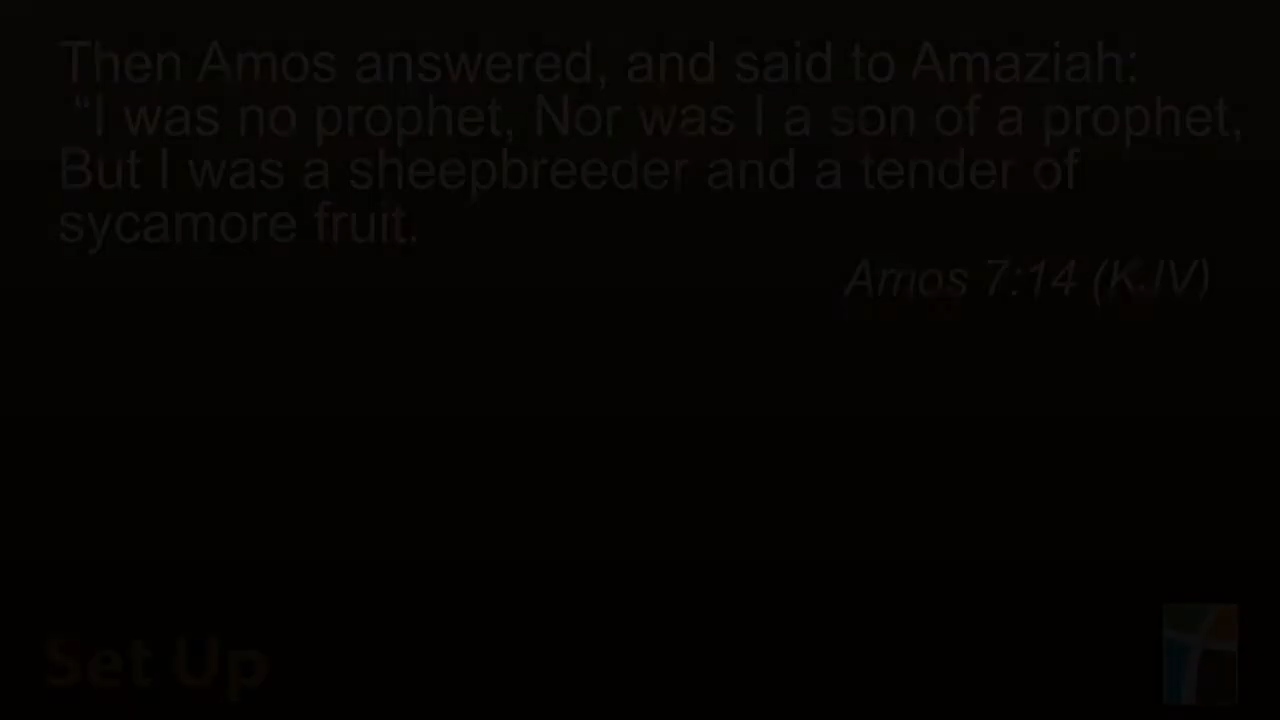 Then Amos answered, and said to Amaziah:
“I was no prophet, Nor was I a son of a prophet,
But I was a sheepbreeder and a tender of
sycamore fruit.
Amos 7:14 (KJV)
Set Up